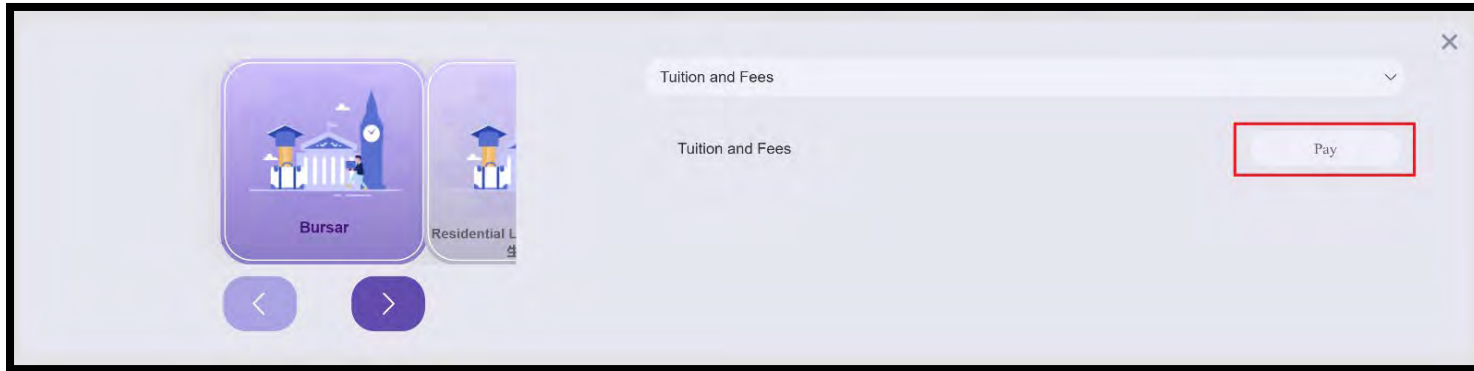 Tuition and Fees
Tuition and Fees
Pay
Bursar
Residential